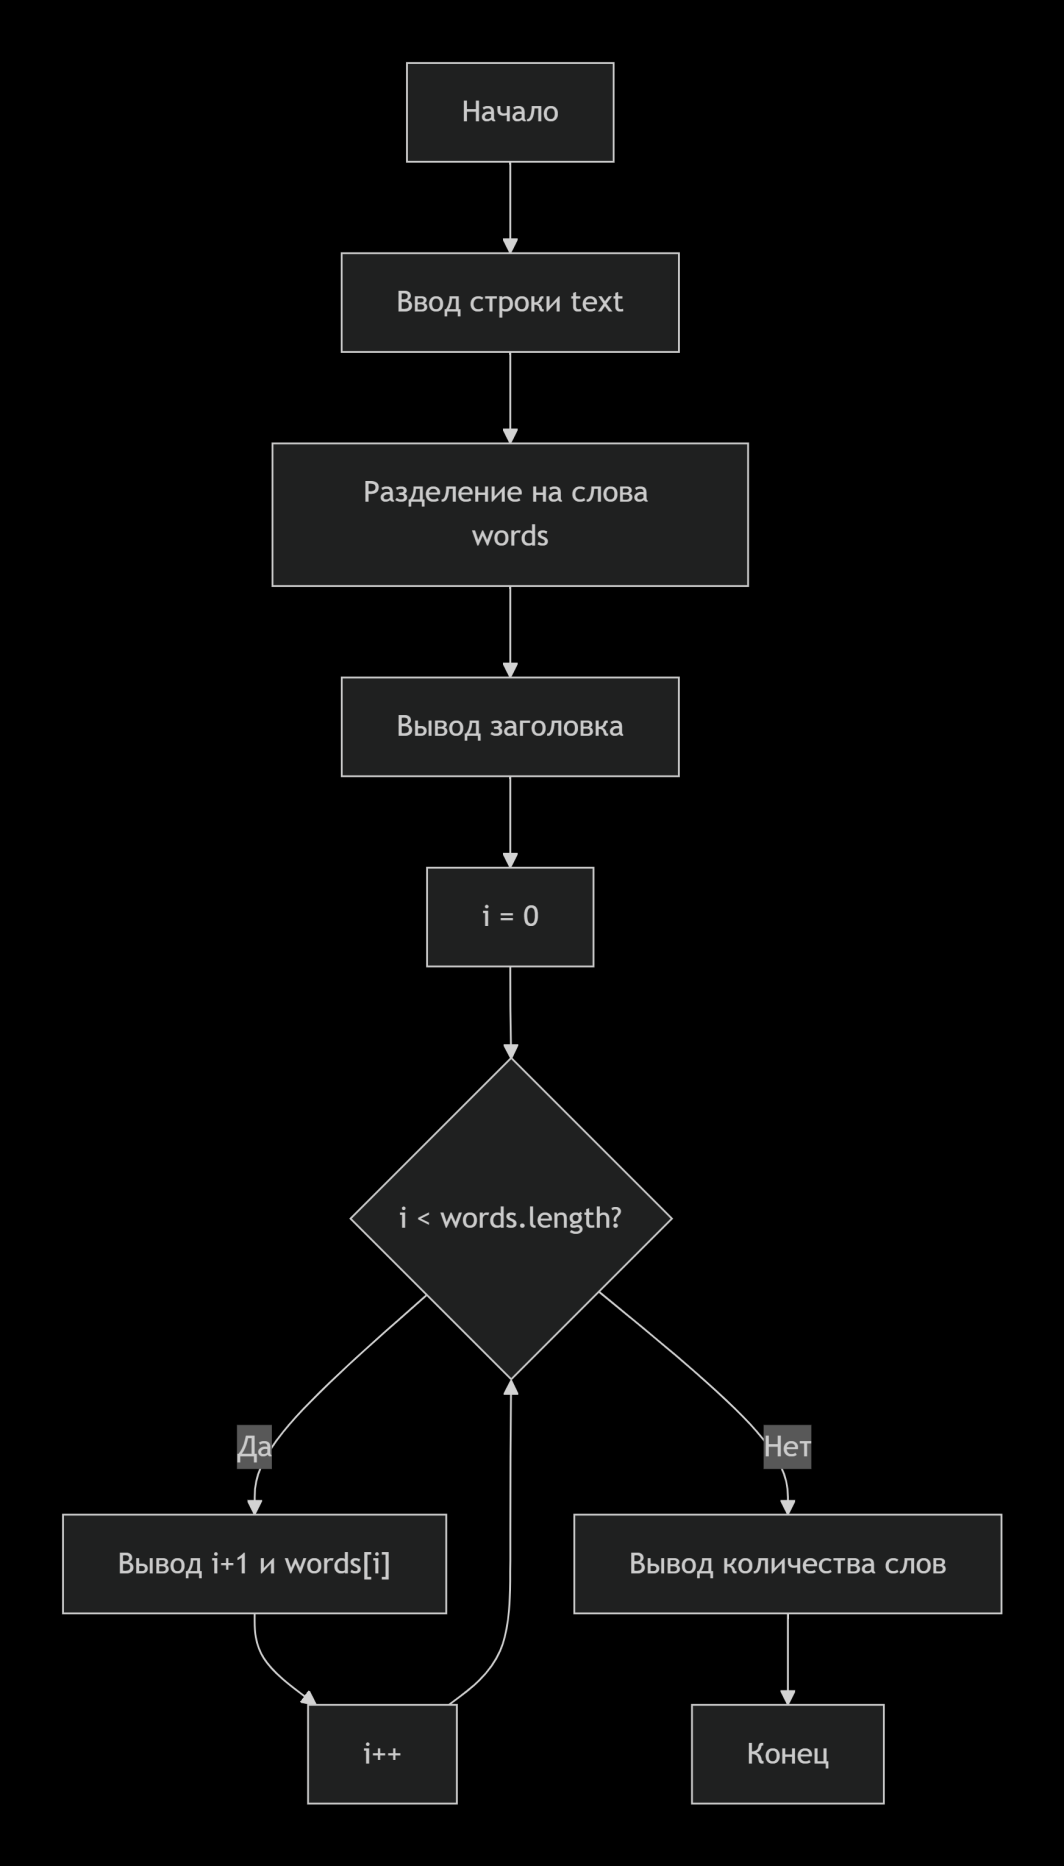 Начало
Ввод строки text
Разделение на слова
words
Вывод заголовка
i = 0
i < words.length?
Да
Нет
Вывод i+1 и words[i]
Вывод количества слов
i++
Конец